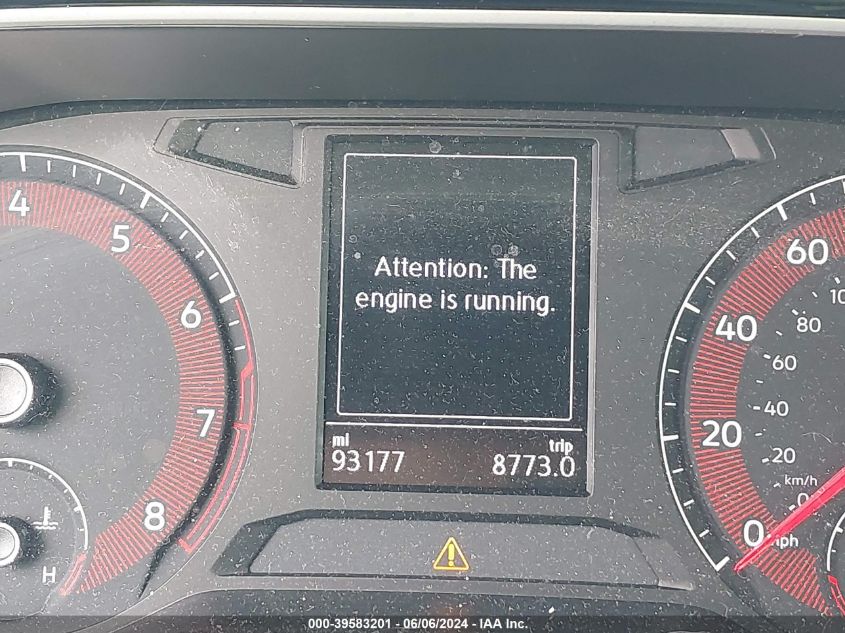 Attention: The
engine is running.
mi
trip
93177
8773.0
4
5
6
7
8
H
60
40
20
0
mph
80
60
40
20
km/h
0
000-39583201 - 06/06/2024 - IAA Inc.